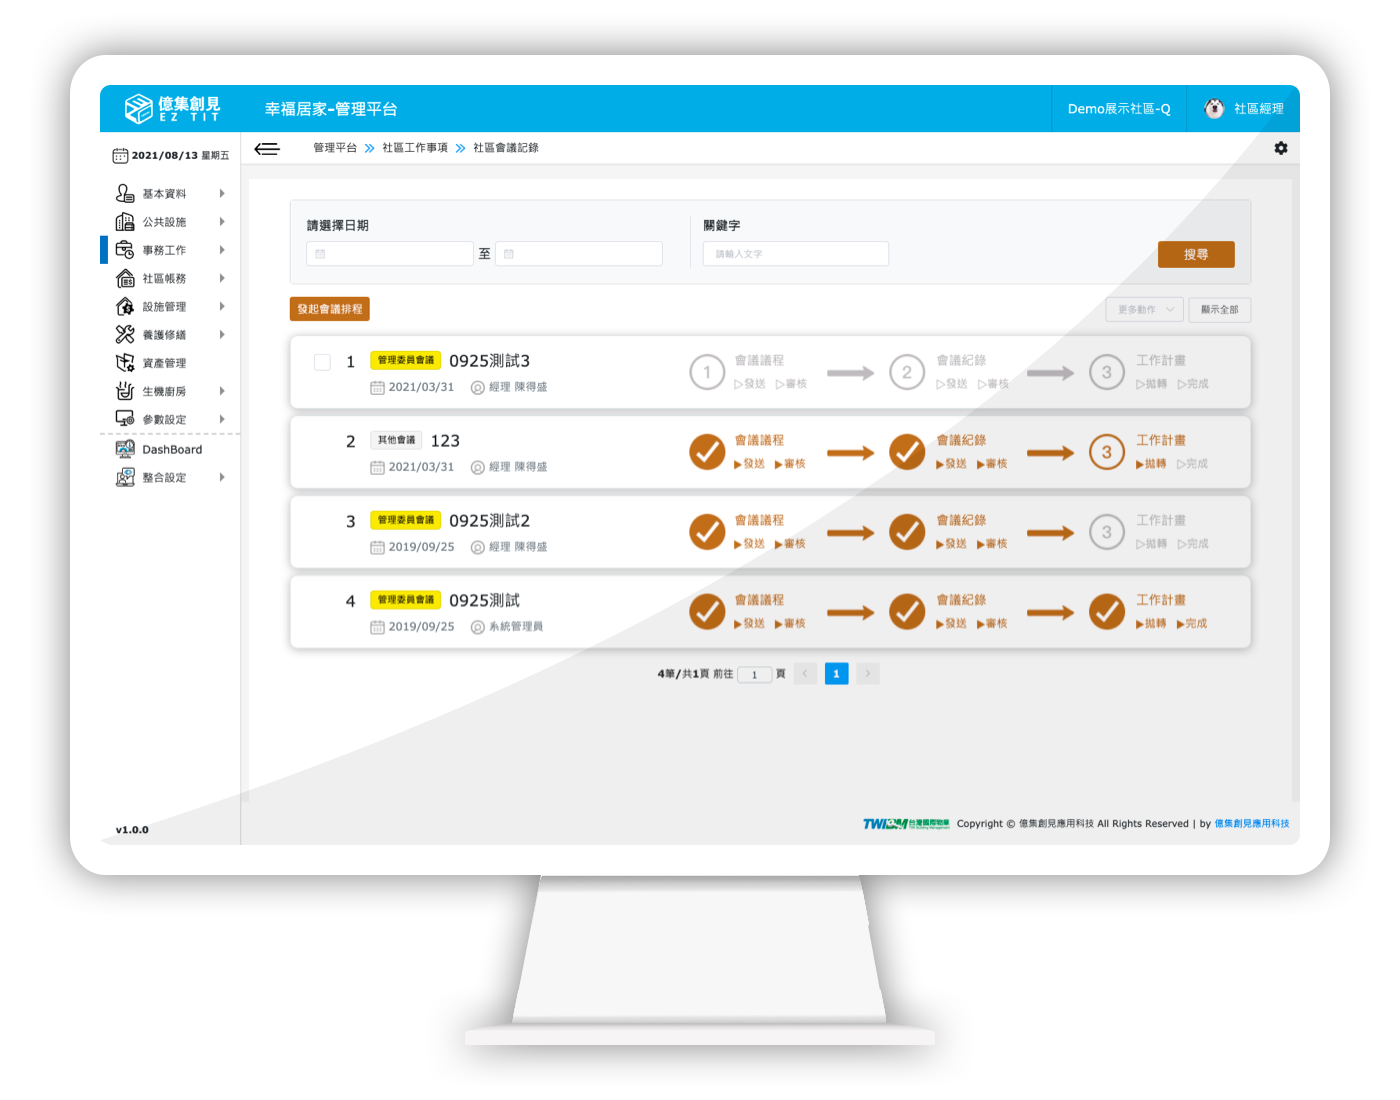 億集創見
EZ TIT
幸福居家-管理平台
Demo展示社區-Q
社區經理
2021/08/13 星期五
管理平台 社區工作事項 社區會議記錄
基本資料
公共設施
事務工作
社區帳務
設施管理
養護修繕
資產管理
生機廚房
參數設定
DashBoard
整合設定
v1.0.0
請選擇日期
至
關鍵字
請輸入文字
搜尋
發起會議排程
更多動作
顯示全部
1 管理委員會議 0925測試3
2021/03/31 經理 陳得盛
1 會議議程
▷發送 ▷審核
2 會議紀錄
▷發送 ▷審核
3 工作計畫
▷拋轉 ▷完成
2 其他會議 123
2021/03/31 經理 陳得盛
會議議程
▶發送 ▶審核
會議紀錄
▶發送 ▶審核
3 工作計畫
▶拋轉 ▷完成
3 管理委員會議 0925測試2
2019/09/25 經理 陳得盛
會議議程
▶發送 ▶審核
會議紀錄
▶發送 ▶審核
3 工作計畫
▷拋轉 ▷完成
4 管理委員會議 0925測試
2019/09/25 系統管理員
會議議程
▶發送 ▶審核
會議紀錄
▶發送 ▶審核
工作計畫
▶拋轉 ▶完成
4筆/共1頁 前往 1 頁 < 1 >
台灣國際物業 Copyright © 億集創見應用科技 All Rights Reserved | by 億集創見應用科技